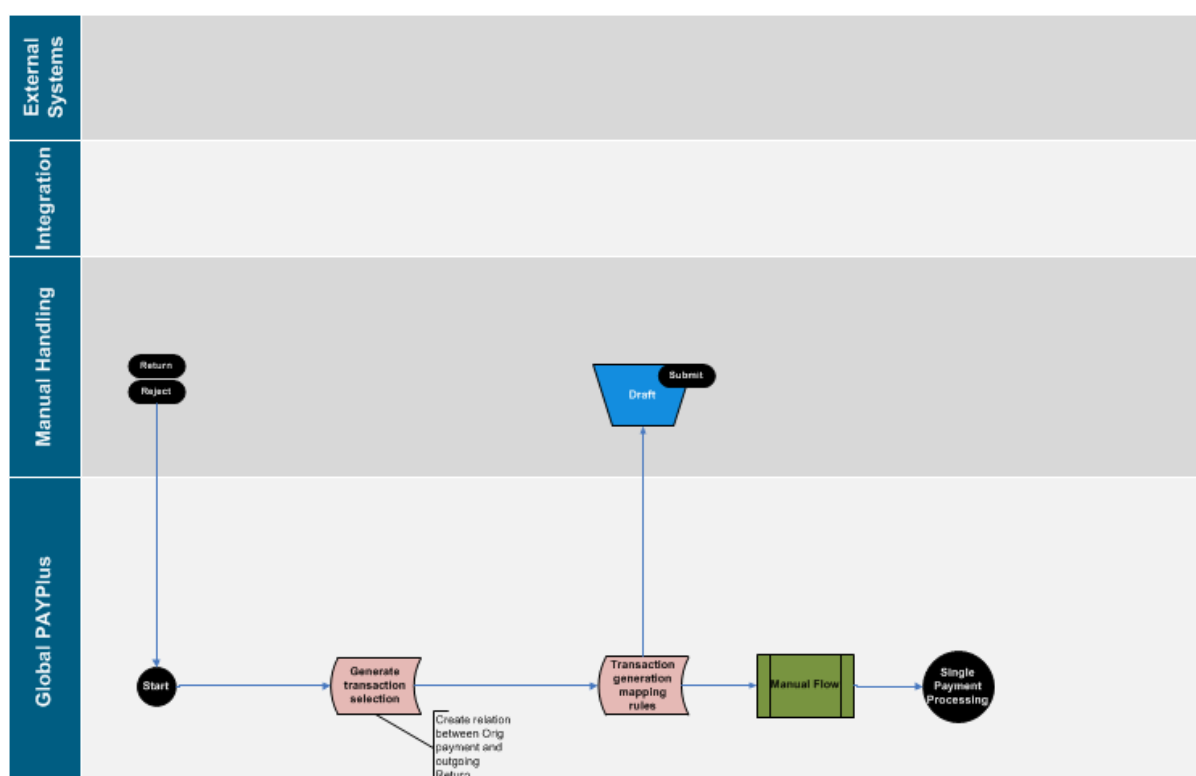 External
Systems
Integration
Manual Handling
Return
Reject
Submit
Draft
Global PAYPlus
Start
Generate
transaction
selection
Transaction
generation
mapping
rules
Manual Flow
Single
Payment
Processing
Create relation
between Orig
payment and
outgoing
Return